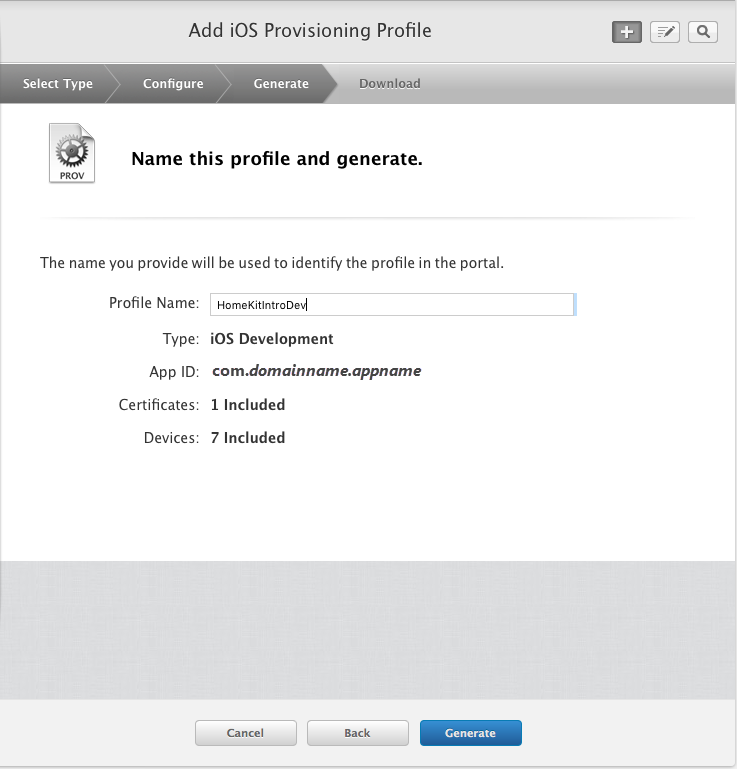 Add iOS Provisioning Profile
Select Type Configure Generate Download
PROV
Name this profile and generate.
The name you provide will be used to identify the profile in the portal.
Profile Name: HomeKitIntroDev
Type: iOS Development
App ID: com.domainname.appname
Certificates: 1 Included
Devices: 7 Included
Cancel Back Generate